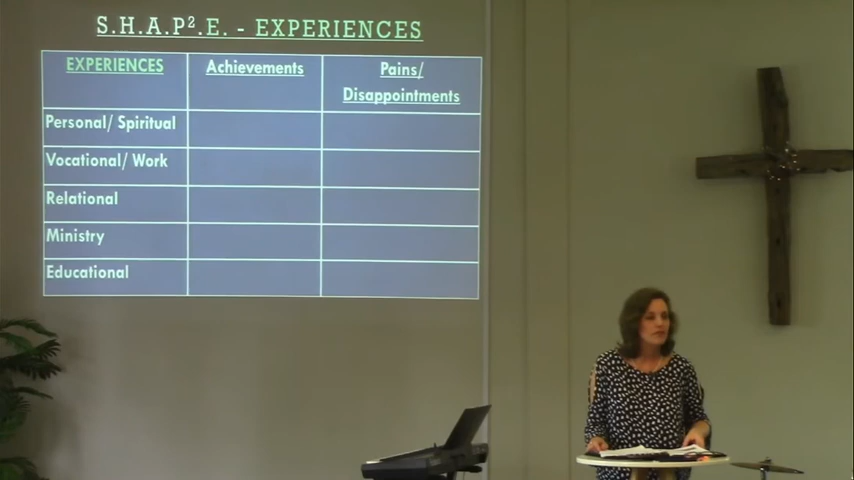 S.H.A.P².E. - EXPERIENCES
EXPERIENCES Achievements Pains/
Disappointments
Personal/ Spiritual
Vocational/ Work
Relational
Ministry
Educational